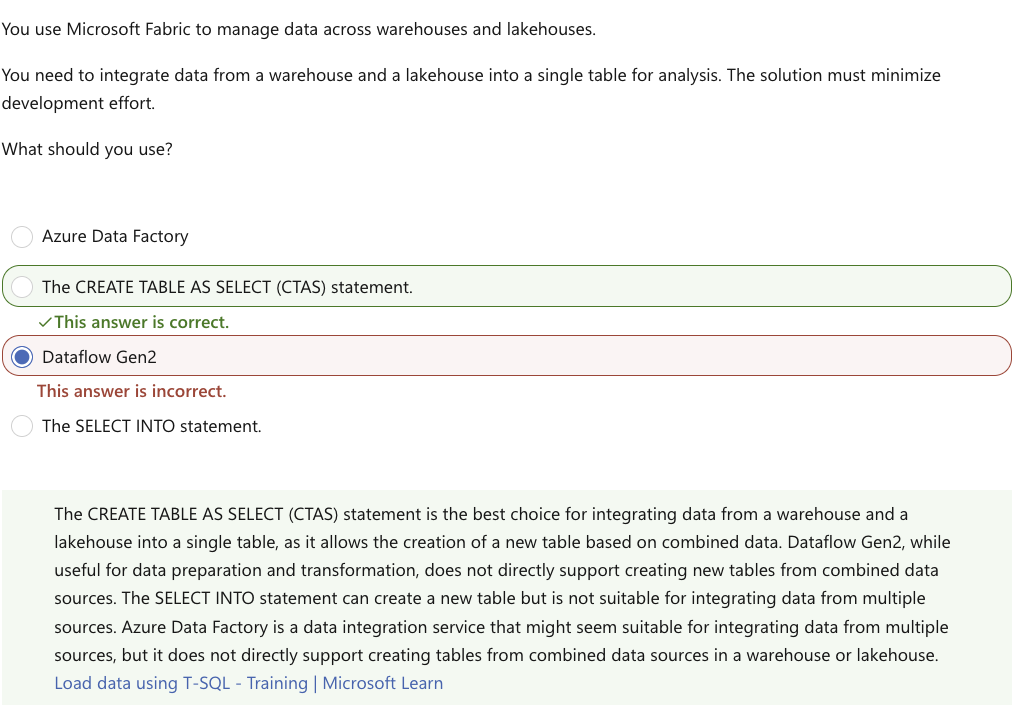 You use Microsoft Fabric to manage data across warehouses and lakehouses.
You need to integrate data from a warehouse and a lakehouse into a single table for analysis. The solution must minimize
development effort.
What should you use?
Azure Data Factory
The CREATE TABLE AS SELECT (CTAS) statement.
✓This answer is correct.
Dataflow Gen2
This answer is incorrect.
The SELECT INTO statement.
The CREATE TABLE AS SELECT (CTAS) statement is the best choice for integrating data from a warehouse and a
lakehouse into a single table, as it allows the creation of a new table based on combined data. Dataflow Gen2, while
useful for data preparation and transformation, does not directly support creating new tables from combined data
sources. The SELECT INTO statement can create a new table but is not suitable for integrating data from multiple
sources. Azure Data Factory is a data integration service that might seem suitable for integrating data from multiple
sources, but it does not directly support creating tables from combined data sources in a warehouse or lakehouse.
Load data using T-SQL - Training | Microsoft Learn